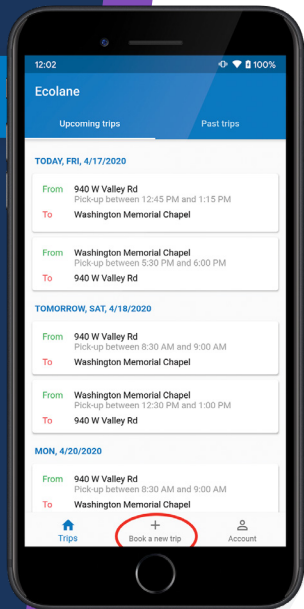 12:02
100%
Ecolane
Upcoming trips
Past trips
TODAY, FRI, 4/17/2020
From 940 W Valley Rd
Pick-up between 12:45 PM and 1:15 PM
To Washington Memorial Chapel
From Washington Memorial Chapel
Pick-up between 5:30 PM and 6:00 PM
To 940 W Valley Rd
TOMORROW, SAT, 4/18/2020
From 940 W Valley Rd
Pick-up between 8:30 AM and 9:00 AM
To Washington Memorial Chapel
From Washington Memorial Chapel
Pick-up between 12:30 PM and 1:00 PM
To 940 W Valley Rd
MON, 4/20/2020
From 940 W Valley Rd
Pick-up between 8:30 AM and 9:00 AM
To Washington Memorial Chapel
Trips
Book a new trip
Account